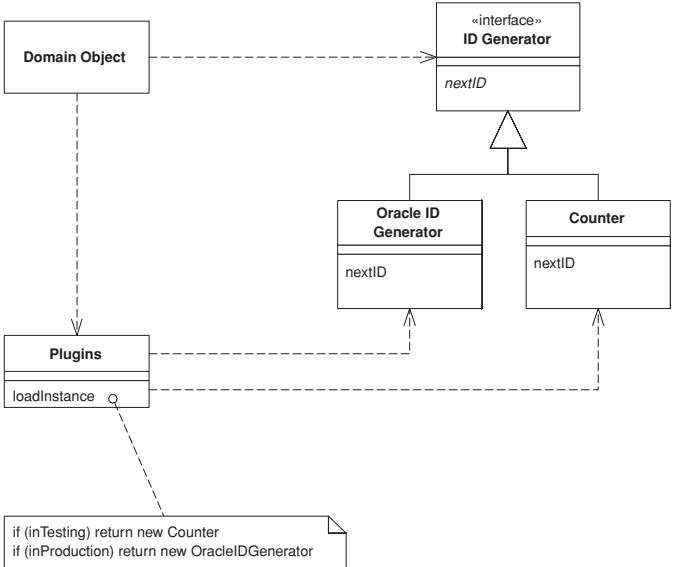 «interface»
Domain Object
ID Generator
nextID
Oracle ID
Generator
Counter
nextID
nextID
Plugins
loadInstance
if (inTesting) return new Counter
if (inProduction) return new OracleIDGenerator